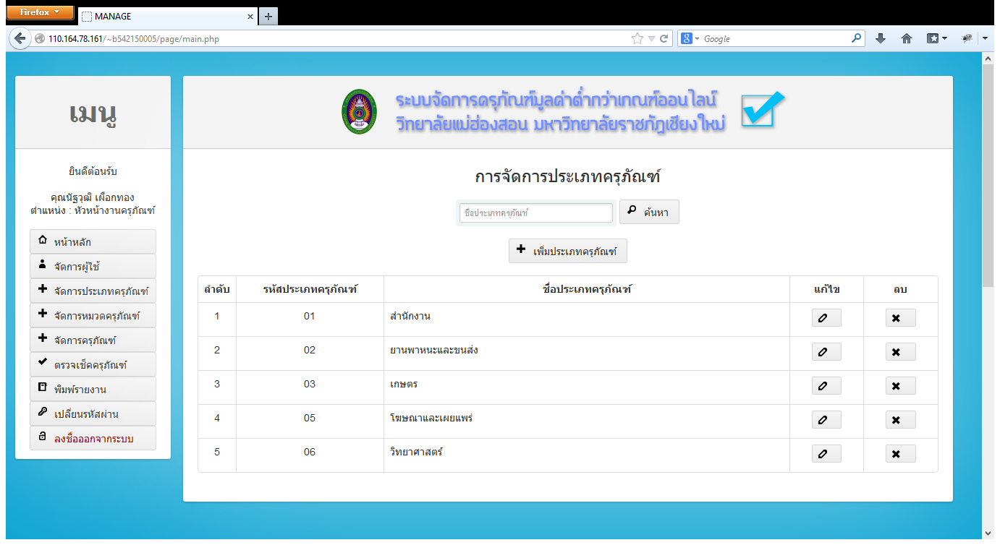 Firefox
MANAGE
110.164.78.161/~b542150005/page/main.php
Google
เมนู
ยินดีต้อนรับ
คุณนัฐวุฒิ เผือกทอง
ตำแหน่ง : หัวหน้างานครุภัณฑ์
หน้าหลัก
จัดการผู้ใช้
จัดการประเภทครุภัณฑ์
จัดการหมวดครุภัณฑ์
จัดการครุภัณฑ์
ตรวจเช็คครุภัณฑ์
พิมพ์รายงาน
เปลี่ยนรหัสผ่าน
ลงชื่อออกจากระบบ
ระบบจัดการครุภัณฑ์มูลค่าต่ำกว่าเกณฑ์ออนไลน์
วิทยาลัยแม่ฮ่องสอน มหาวิทยาลัยราชภัฏเชียงใหม่
การจัดการประเภทครุภัณฑ์
ชื่อประเภทครุภัณฑ์ ค้นหา
เพิ่มประเภทครุภัณฑ์
ลำดับ รหัสประเภทครุภัณฑ์ ชื่อประเภทครุภัณฑ์ แก้ไข ลบ
1 01 สำนักงาน
2 02 ยานพาหนะและขนส่ง
3 03 เกษตร
4 05 โฆษณาและเผยแพร่
5 06 วิทยาศาสตร์